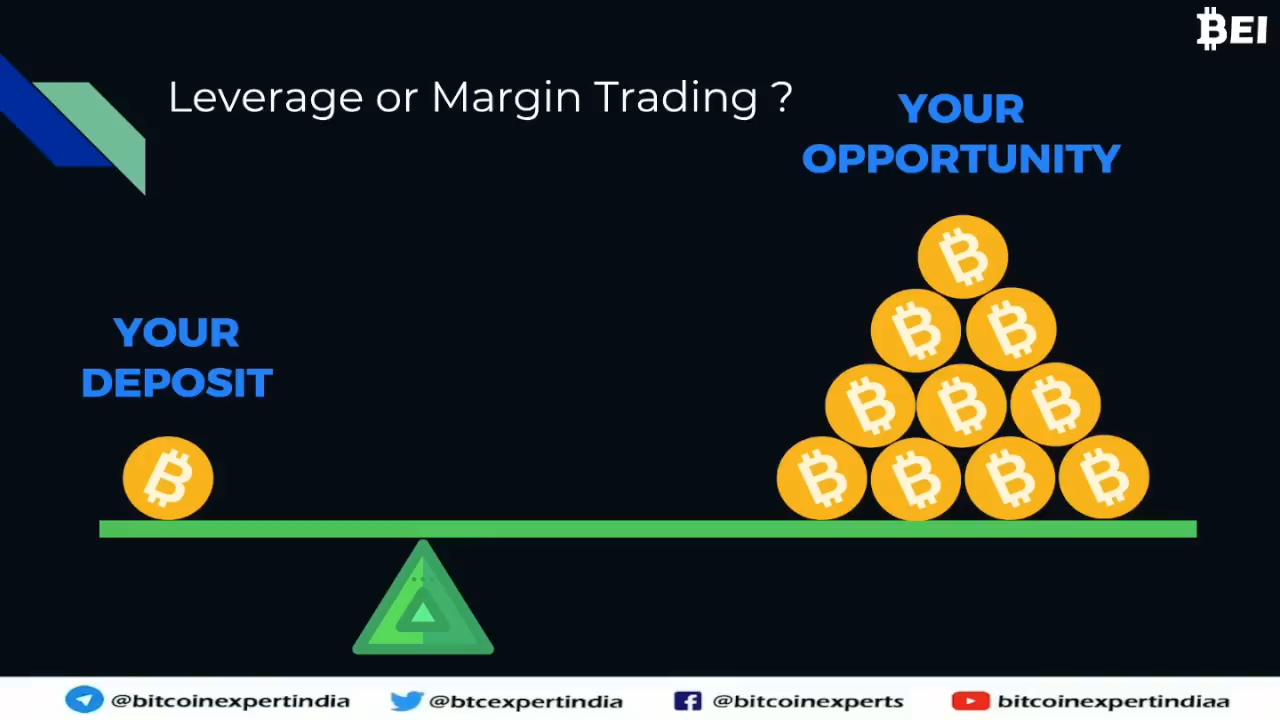 BEI
Leverage or Margin Trading ?
YOUR
OPPORTUNITY
YOUR
DEPOSIT
@bitcoinexpertindia
@btcexpertindia
@bitcoinexperts
bitcoinexpertindiaa